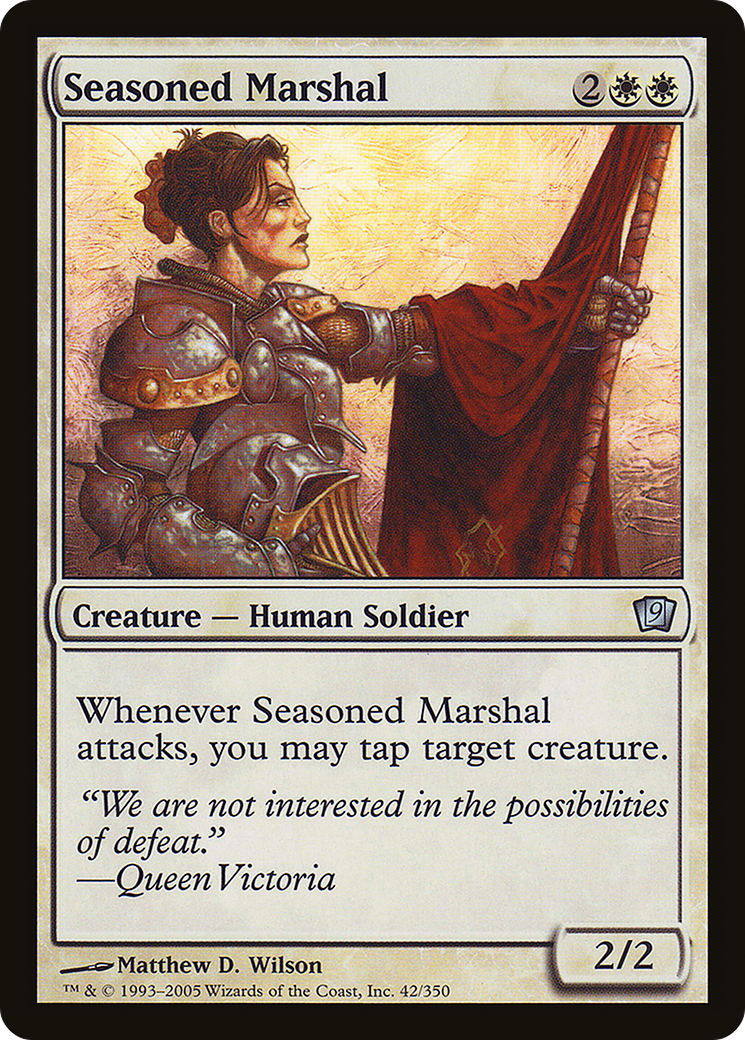 Seasoned Marshal 2
Creature — Human Soldier 9
Whenever Seasoned Marshal
attacks, you may tap target creature.
“We are not interested in the possibilities
of defeat.”
—Queen Victoria
2/2
Matthew D. Wilson
™ & © 1993–2005 Wizards of the Coast, Inc. 42/350